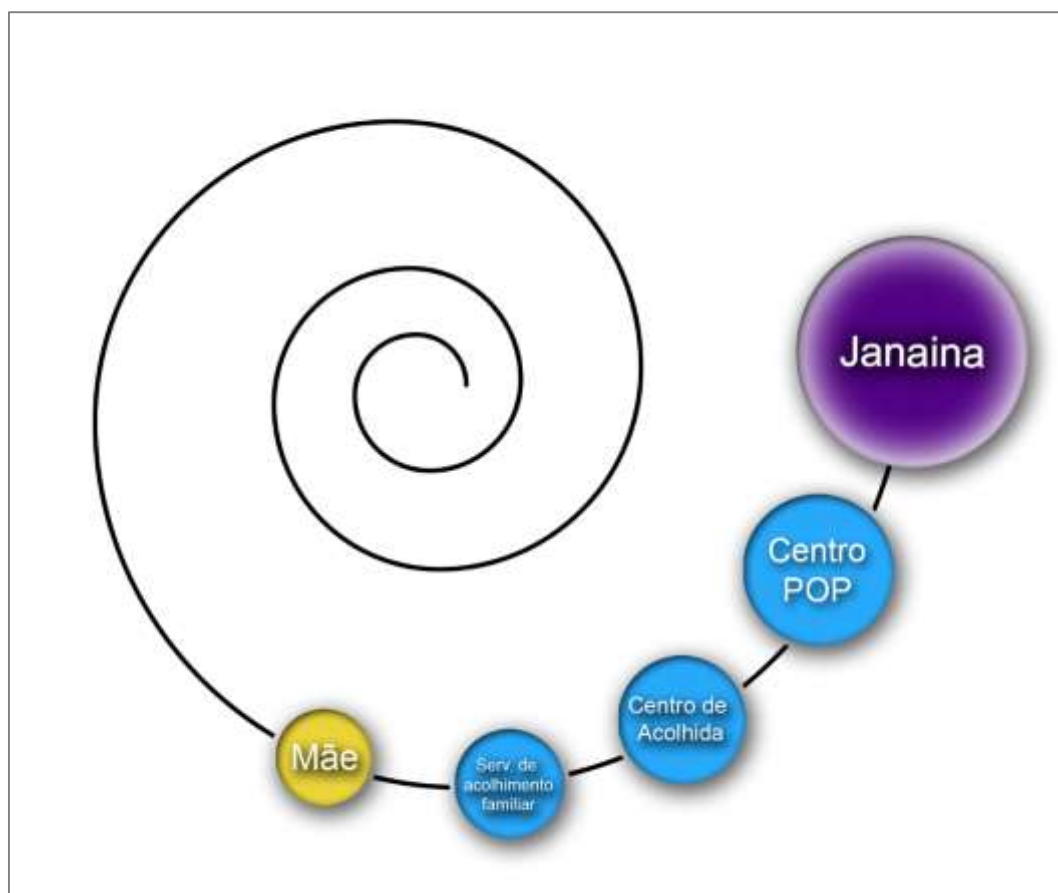 Janaina
Centro
POP
Centro de
Acolhida
Serv. de
acolhimento
familiar
Mãe